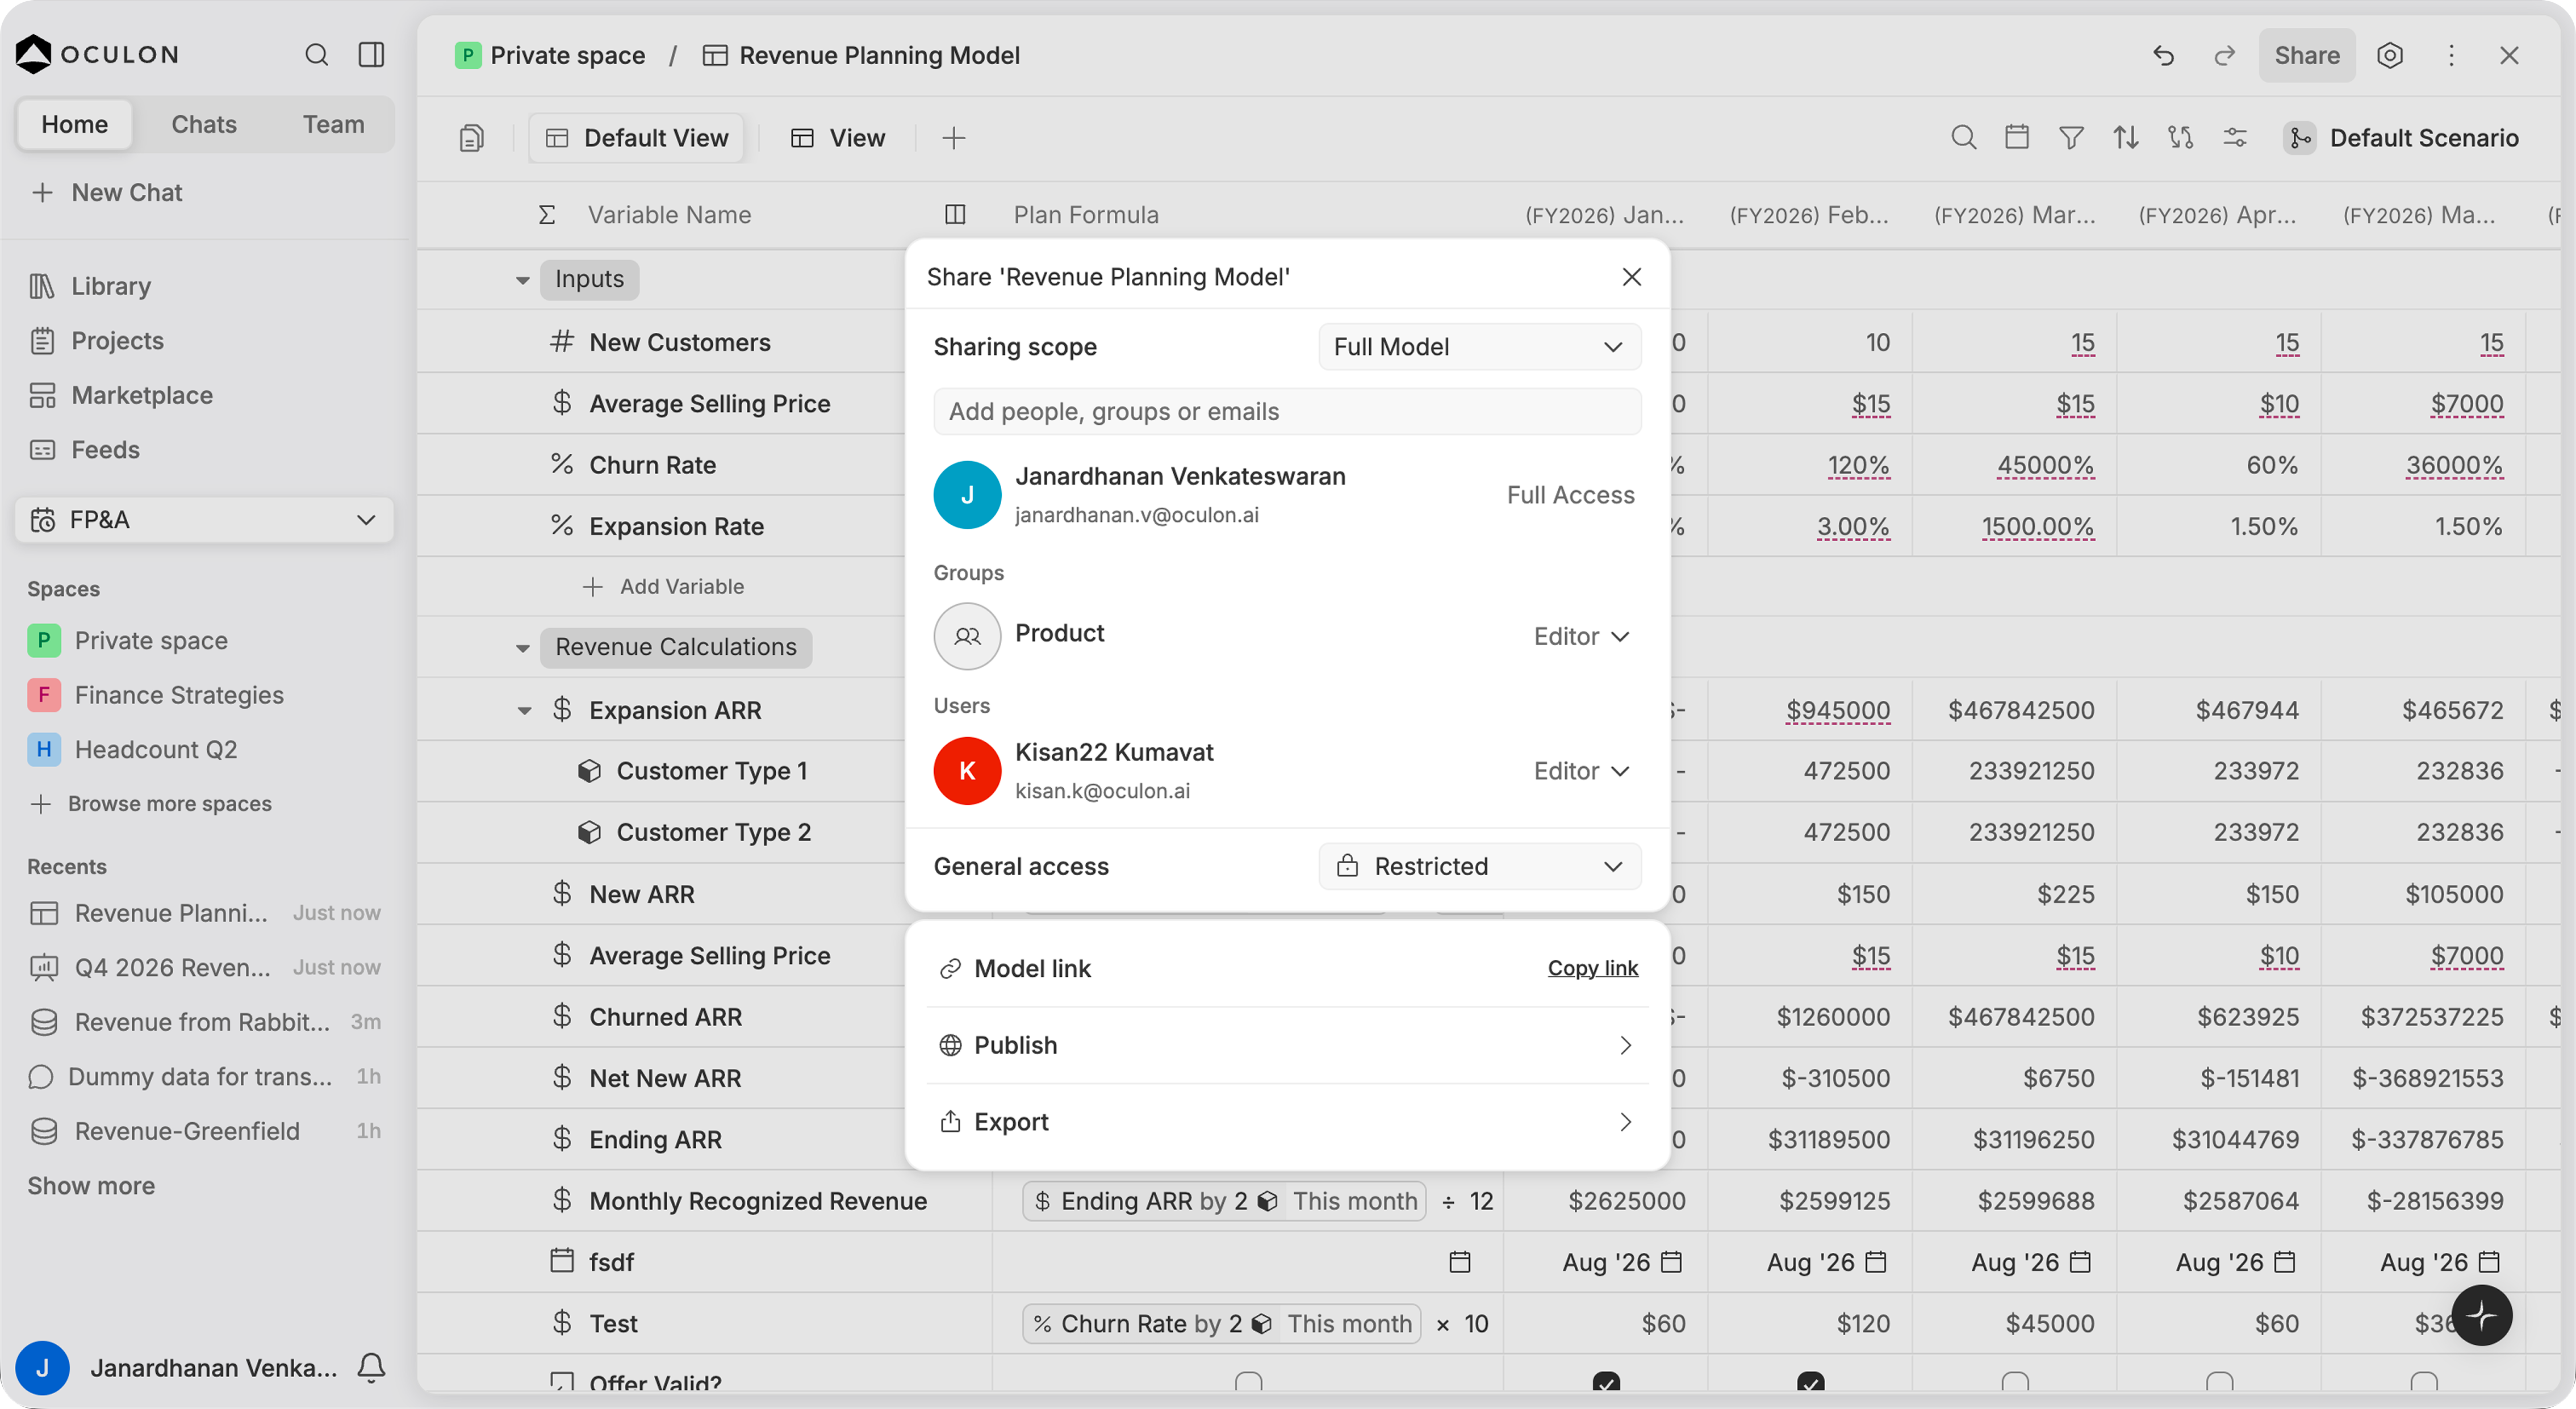 OCULON
Home Chats Team
New Chat
Library
Projects
Marketplace
Feeds
FP&A
Spaces
P Private space
F Finance Strategies
H Headcount Q2
Browse more spaces
Recents
Revenue Planni... Just now
Q4 2026 Reven... Just now
Revenue from Rabbit... 3m
Dummy data for trans... 1h
Revenue-Greenfield 1h
Show more
J Janardhanan Venka...
P Private space / Revenue Planning Model
Share
Default View View
Default Scenario
Σ Variable Name Plan Formula (FY2026) Jan... (FY2026) Feb... (FY2026) Mar... (FY2026) Apr... (FY2026) Ma...
Inputs
# New Customers 0 10 15 15 15
$ Average Selling Price 0 $15 $15 $10 $7000
% Churn Rate % 120% 45000% 60% 36000%
% Expansion Rate % 3.00% 1500.00% 1.50% 1.50%
Add Variable
Revenue Calculations
$ Expansion ARR $- $945000 $467842500 $467944 $465672 $
Customer Type 1 - 472500 233921250 233972 232836 -
Customer Type 2 - 472500 233921250 233972 232836 -
$ New ARR 0 $150 $225 $150 $105000
$ Average Selling Price 0 $15 $15 $10 $7000
$ Churned ARR $- $1260000 $467842500 $623925 $372537225 $
$ Net New ARR 0 $-310500 $6750 $-151481 $-368921553
$ Ending ARR 0 $31189500 $31196250 $31044769 $-337876785
$ Monthly Recognized Revenue $ Ending ARR by 2 This month ÷ 12 $2625000 $2599125 $2599688 $2587064 $-28156399
fsdf Aug '26 Aug '26 Aug '26 Aug '26 Aug '26
$ Test % Churn Rate by 2 This month × 10 $60 $120 $45000 $60 $36
Offer Valid?
Share 'Revenue Planning Model'
Sharing scope Full Model
Add people, groups or emails
J Janardhanan Venkateswaran Full Access
janardhanan.v@oculon.ai
Groups
Product Editor
Users
K Kisan22 Kumavat Editor
kisan.k@oculon.ai
General access Restricted
Model link Copy link
Publish
Export